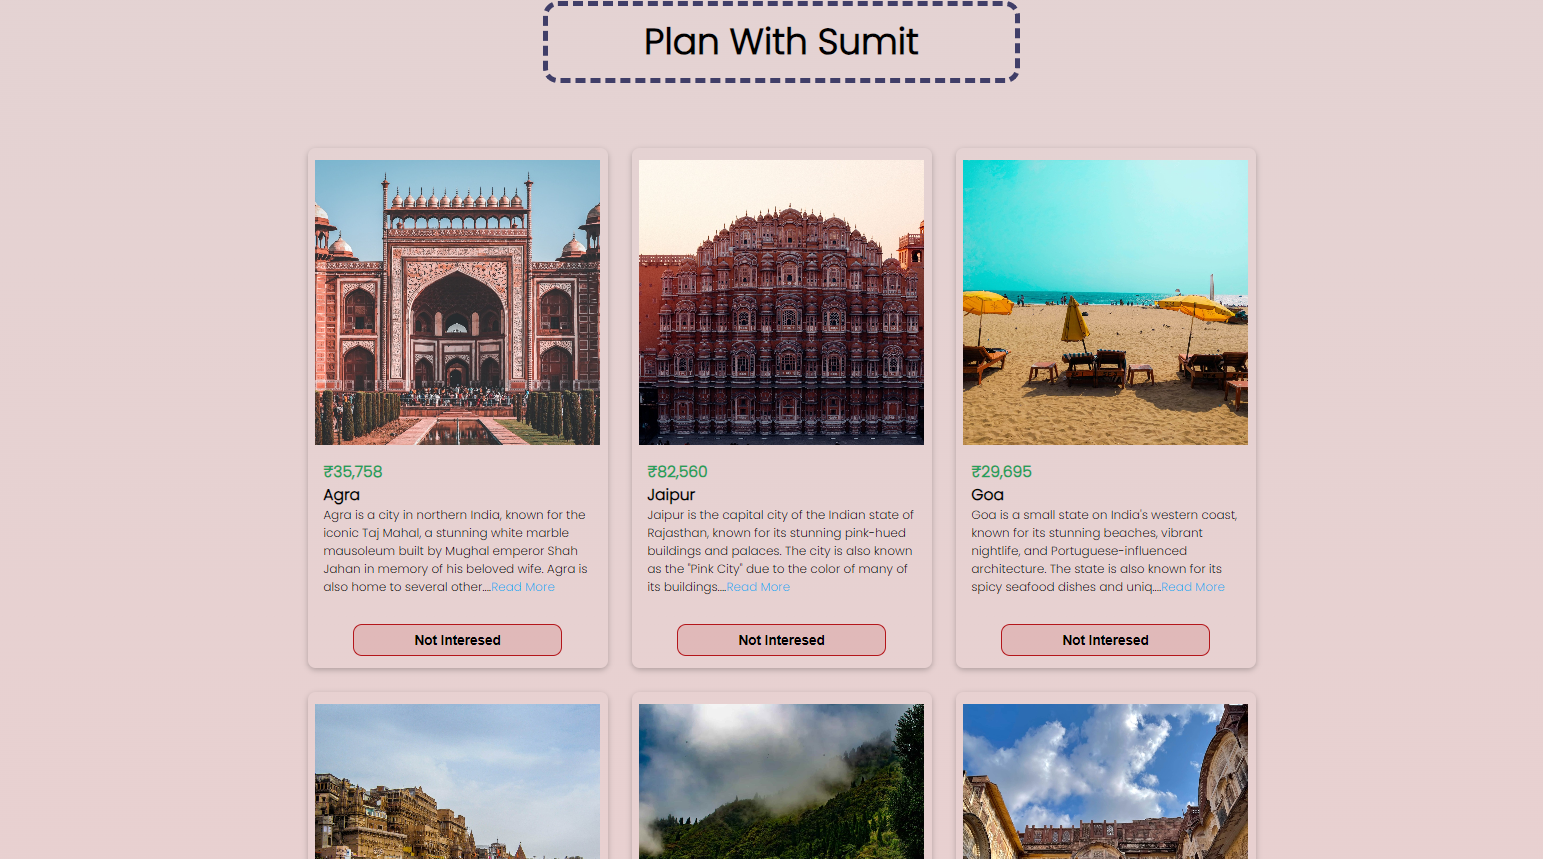 Plan With Sumit
₹35,758
Agra
Agra is a city in northern India, known for the
iconic Taj Mahal, a stunning white marble
mausoleum built by Mughal emperor Shah
Jahan in memory of his beloved wife. Agra is
also home to several other....Read More
Not Interesed
₹82,560
Jaipur
Jaipur is the capital city of the Indian state of
Rajasthan, known for its stunning pink-hued
buildings and palaces. The city is also known
as the "Pink City" due to the color of many of
its buildings....Read More
Not Interesed
₹29,695
Goa
Goa is a small state on India's western coast,
known for its stunning beaches, vibrant
nightlife, and Portuguese-influenced
architecture. The state is also known for its
spicy seafood dishes and uniq....Read More
Not Interesed